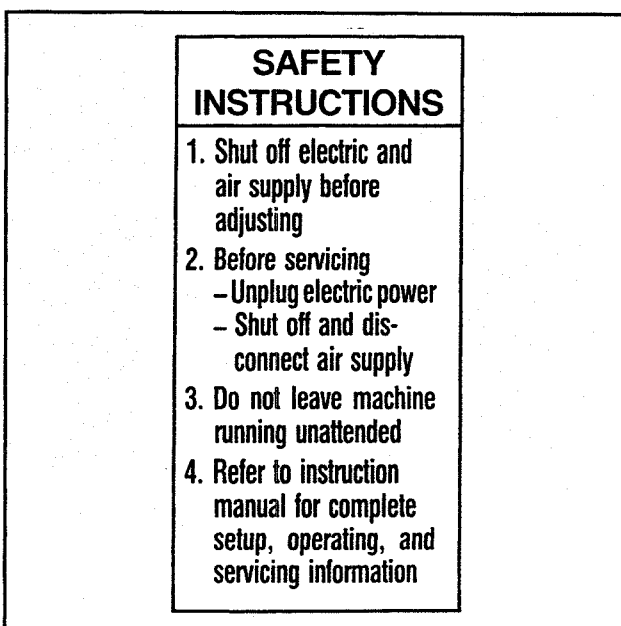 SAFETY
INSTRUCTIONS
1. Shut off electric and
air supply before
adjusting
2. Before servicing
– Unplug electric power
– Shut off and dis-
connect air supply
3. Do not leave machine
running unattended
4. Refer to instruction
manual for complete
setup, operating, and
servicing information